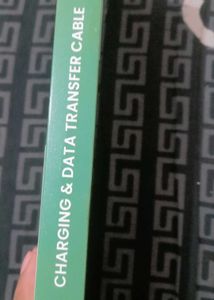 CHARGING & DATA TRANSFER CABLE